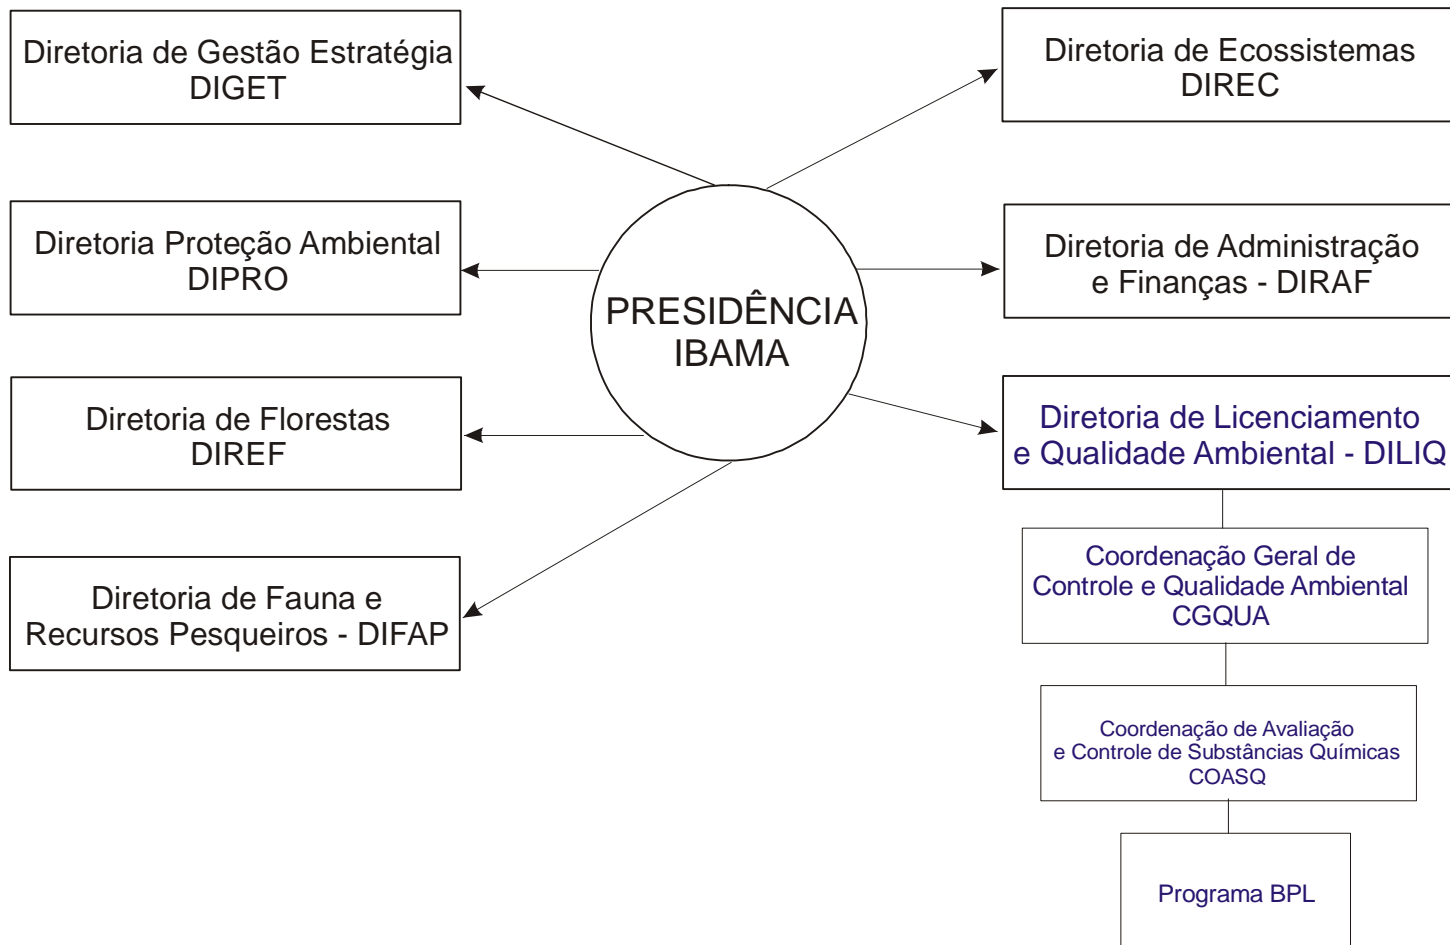 Diretoria de Gestão Estratégia
DIGET
Diretoria de Ecossistemas
DIREC
Diretoria Proteção Ambiental
DIPRO
Diretoria de Administração
e Finanças - DIRAF
PRESIDÊNCIA
IBAMA
Diretoria de Florestas
DIREF
Diretoria de Licenciamento
e Qualidade Ambiental - DILIQ
Diretoria de Fauna e
Recursos Pesqueiros - DIFAP
Coordenação Geral de
Controle e Qualidade Ambiental
CGQUA
Coordenação de Avaliação
e Controle de Substâncias Químicas
COASQ
Programa BPL